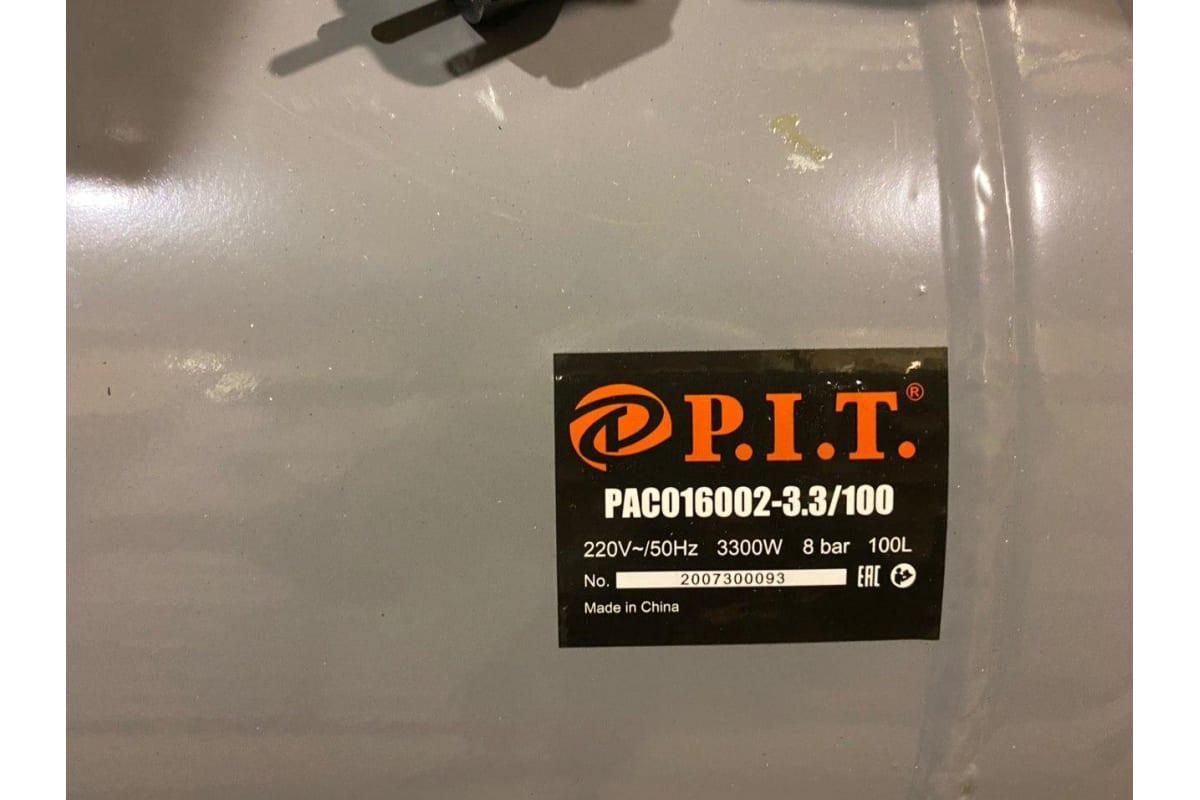 P.I.T.®
PAC016002-3.3/100
220V~/50Hz 3300W 8 bar 100L
No. 2007300093 EAC
Made in China